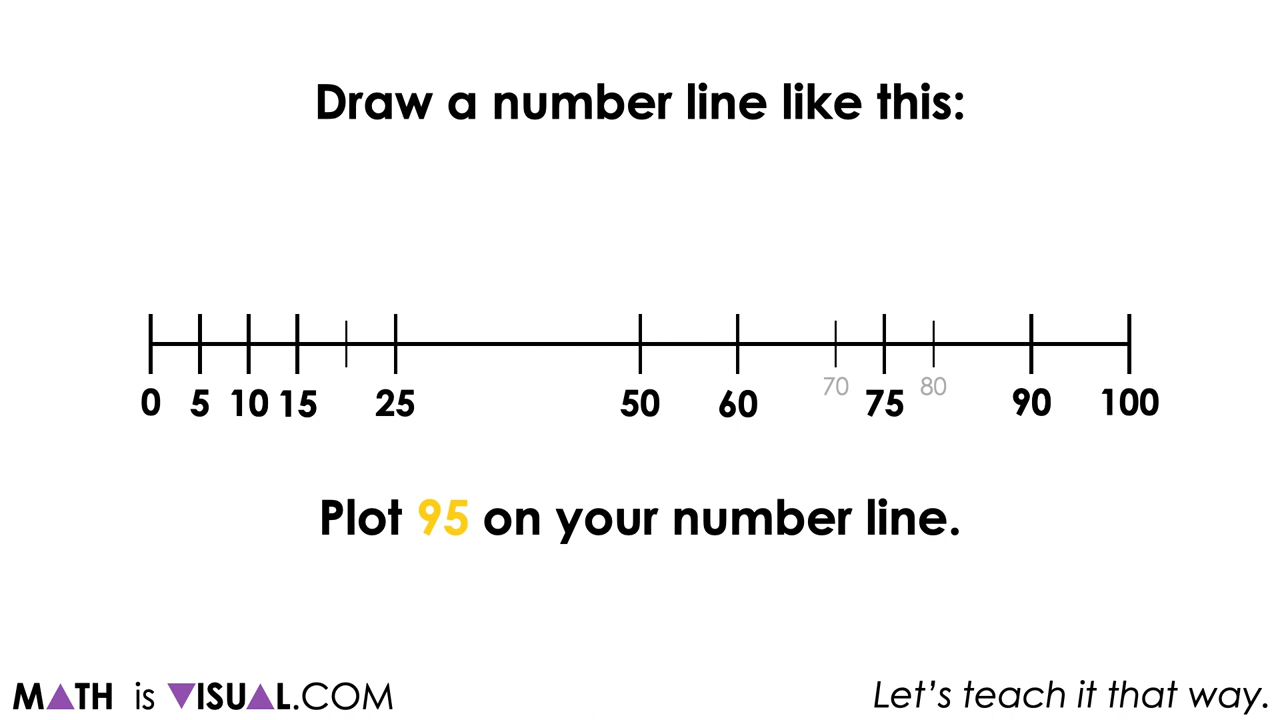 Draw a number line like this:
0 5 10 15 25 50 60 70 75 80 90 100
Plot 95 on your number line.
MATH is VISUAL.COM
Let's teach it that way.